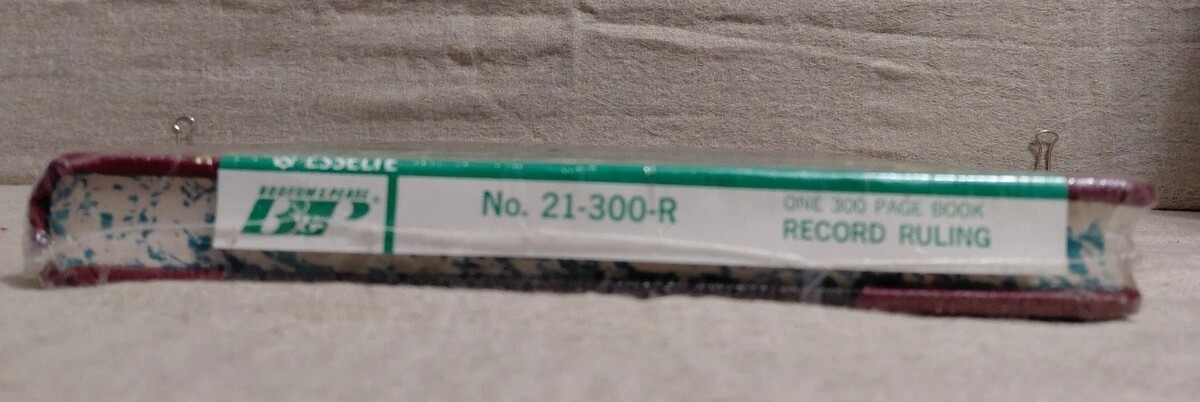 ESSELTE
BOORUM & PEASE®
B&P
No. 21-300-R
ONE 300 PAGE BOOK
RECORD RULING